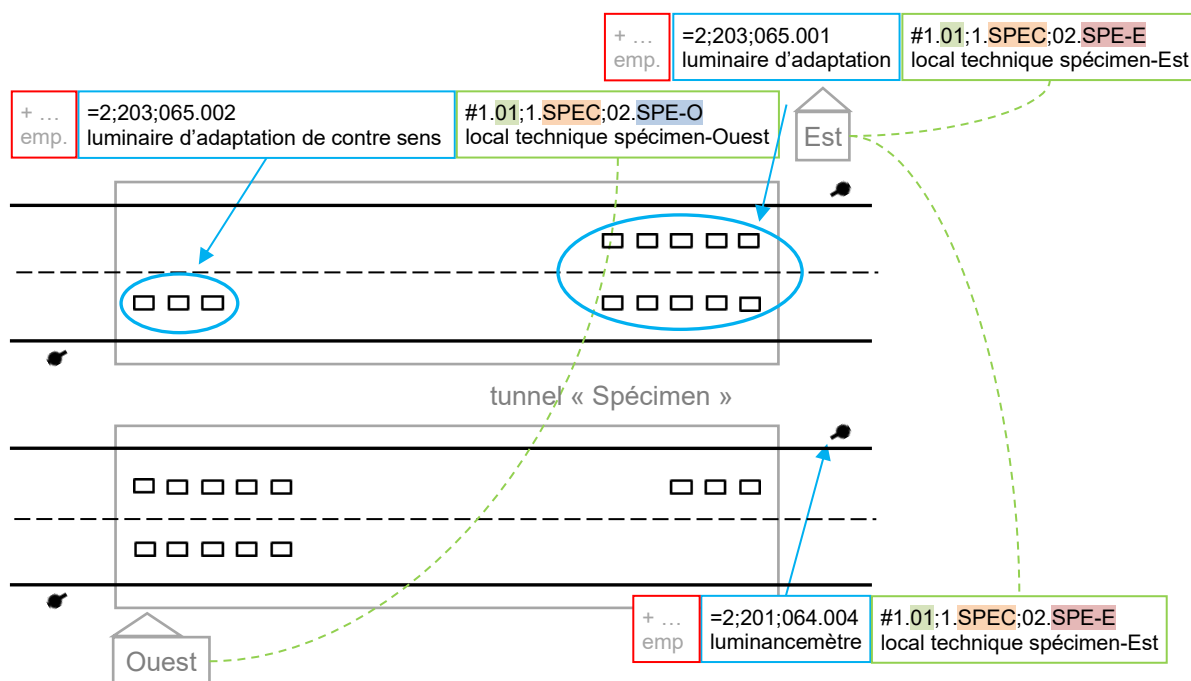 + …
emp.
=2;203;065.001
luminaire d’adaptation
#1.01;1.SPEC;02.SPE-E
local technique spécimen-Est
+ …
emp.
=2;203;065.002
luminaire d’adaptation de contre sens
#1.01;1.SPEC;02.SPE-O
local technique spécimen-Ouest
Est
tunnel « Spécimen »
+ …
emp
=2;201;064.004
luminancemètre
#1.01;1.SPEC;02.SPE-E
local technique spécimen-Est
Ouest